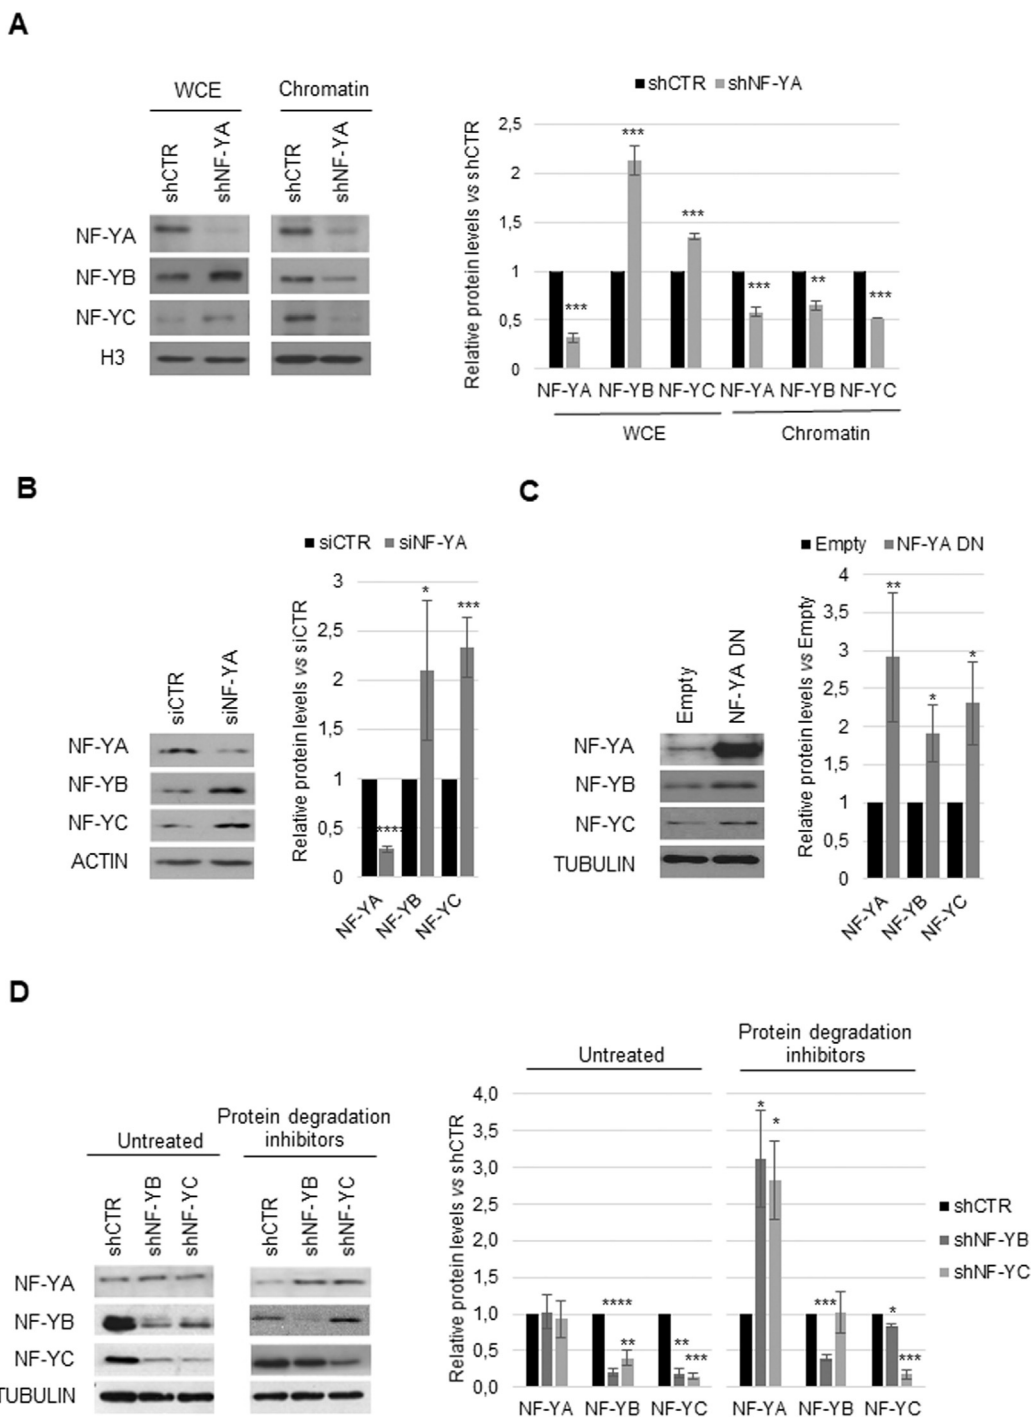 A
WCE
Chromatin
shCTR
shNF-YA
shCTR
shNF-YA
NF-YA
NF-YB
NF-YC
H3
shCTR shNF-YA
Relative protein levels vs shCTR
2,5
2
1,5
1
0,5
0
***
***
***
***
**
***
NF-YA NF-YB NF-YC NF-YA NF-YB NF-YC
WCE
Chromatin
B
siCTR
siNF-YA
NF-YA
NF-YB
NF-YC
ACTIN
siCTR siNF-YA
Relative protein levels vs siCTR
3
2,5
2
1,5
1
0,5
0
****
*
***
NF-YA
NF-YB
NF-YC
C
Empty
NF-YA DN
NF-YA
NF-YB
NF-YC
TUBULIN
Empty NF-YA DN
Relative protein levels vs Empty
4
3,5
3
2,5
2
1,5
1
0,5
0
**
*
*
NF-YA
NF-YB
NF-YC
D
Untreated
Protein degradation
inhibitors
shCTR
shNF-YB
shNF-YC
shCTR
shNF-YB
shNF-YC
NF-YA
NF-YB
NF-YC
TUBULIN
Untreated
Protein degradation
inhibitors
Relative protein levels vs shCTR
4,0
3,5
3,0
2,5
2,0
1,5
1,0
0,5
0,0
****
**
**
***
*
*
***
*
***
NF-YA NF-YB NF-YC
NF-YA NF-YB NF-YC
shCTR
shNF-YB
shNF-YC